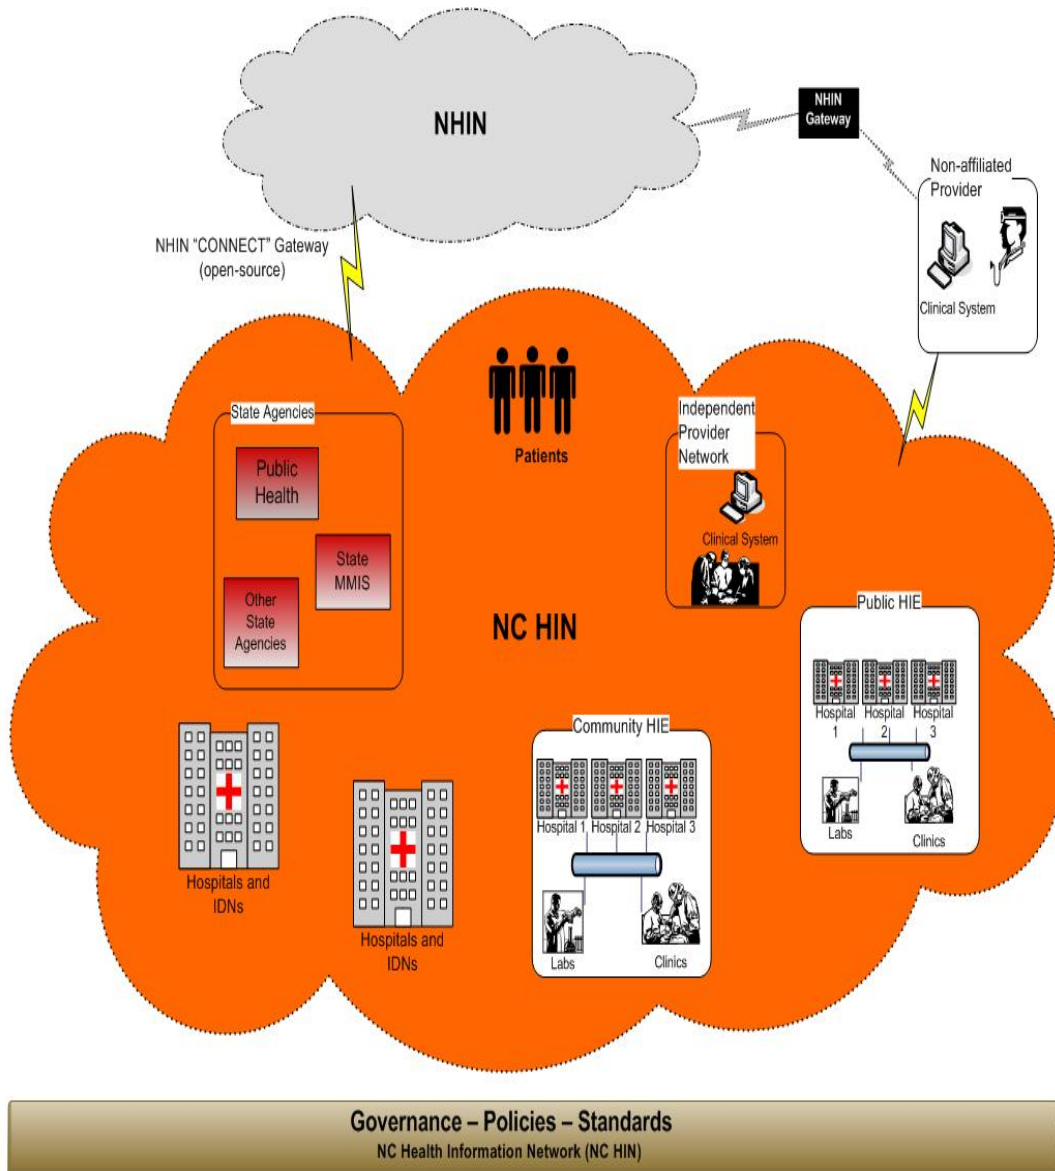 NHIN
NHIN
Gateway
Non-affiliated
Provider
Clinical System
NHIN "CONNECT" Gateway
(open-source)
State Agencies
Public
Health
State
MMIS
Other
State
Agencies
Patients
Independent
Provider
Network
Clinical System
NC HIN
Public HIE
Hospital
1
Hospital
2
Hospital
3
Labs
Clinics
Community HIE
Hospital 1
Hospital 2
Hospital 3
Labs
Clinics
Hospitals and
IDNs
Hospitals and
IDNs
Governance – Policies – Standards
NC Health Information Network (NC HIN)